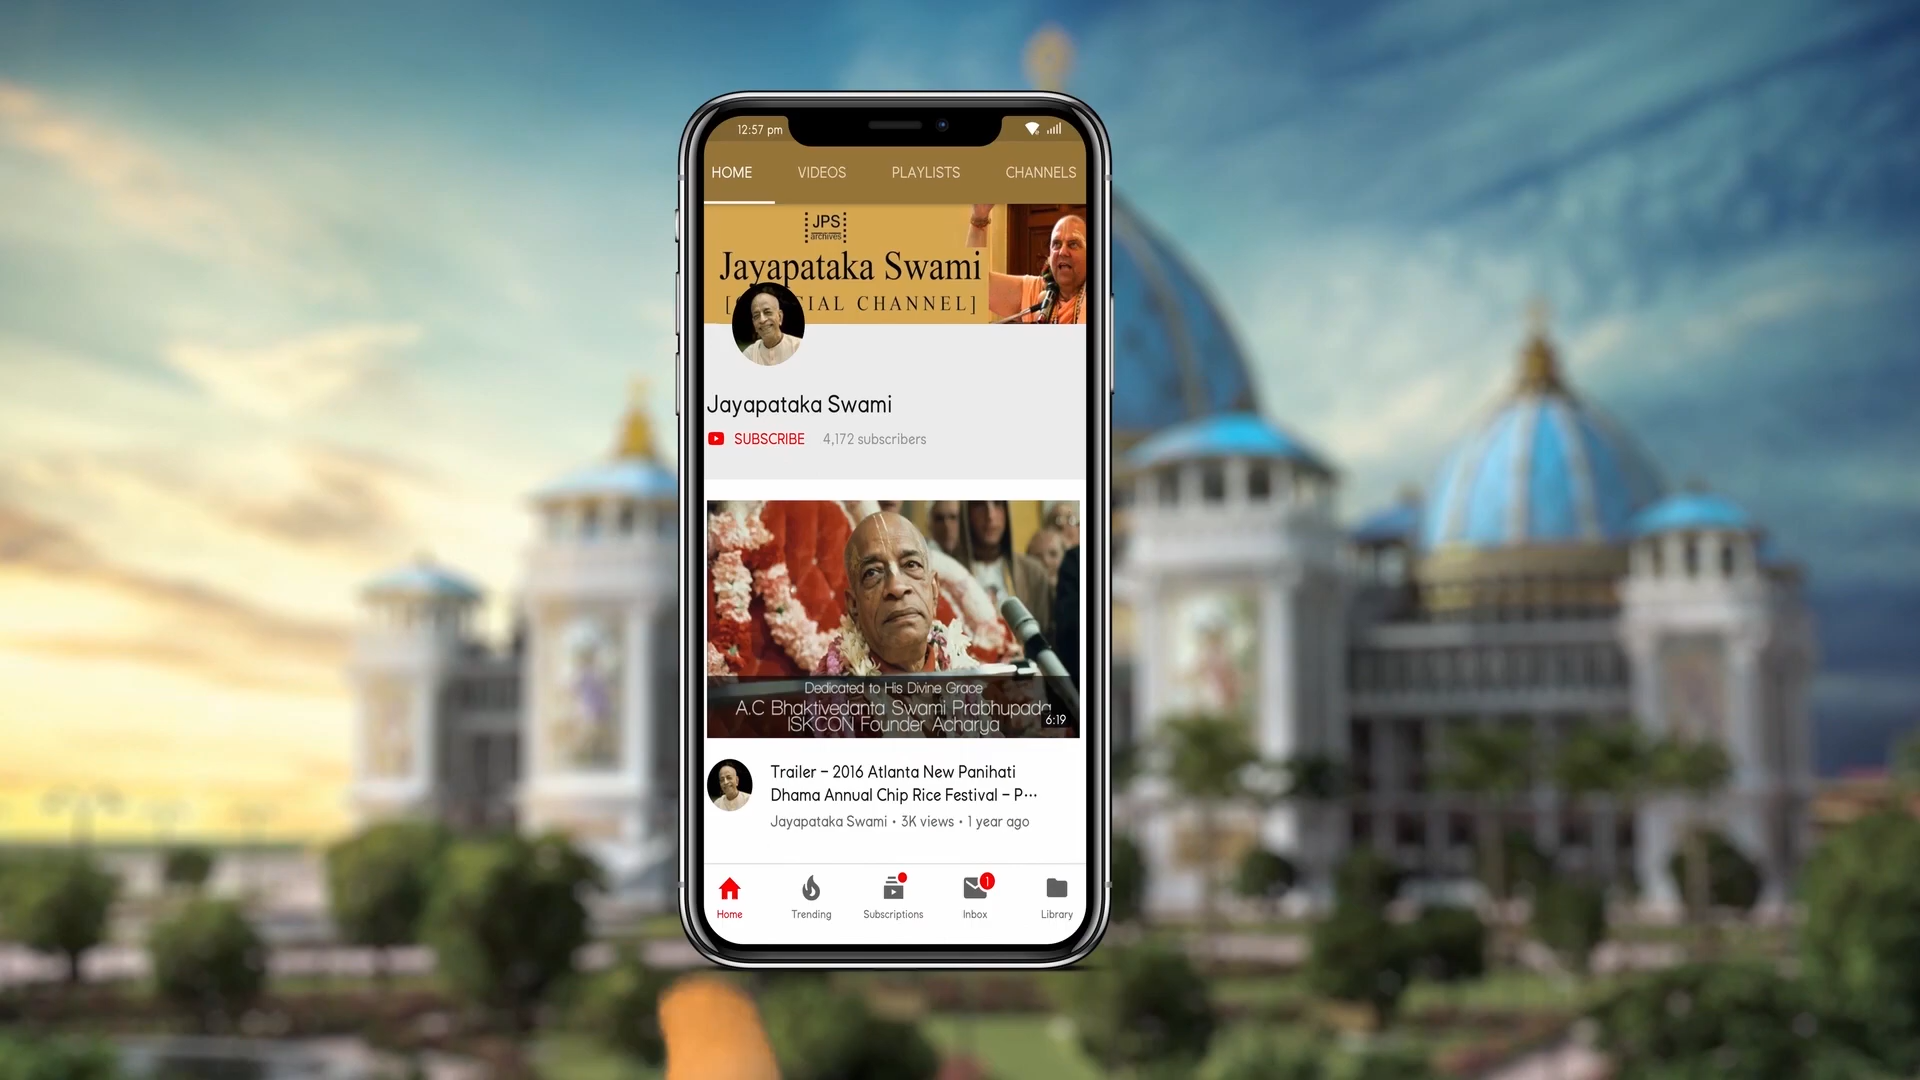 12:57 pm
HOME VIDEOS PLAYLISTS CHANNELS
JPS
archives
Jayapataka Swami
CIAL CHANNEL]
Jayapataka Swami
SUBSCRIBE 4,172 subscribers
Dedicated to His Divine Grace
A.C Bhaktivedanta Swami Prabhupada
ISKCON Founder Acharya
6:19
Trailer – 2016 Atlanta New Panihati
Dhama Annual Chip Rice Festival – P···
Jayapataka Swami • 3K views • 1 year ago
1
Home Trending Subscriptions Inbox Library